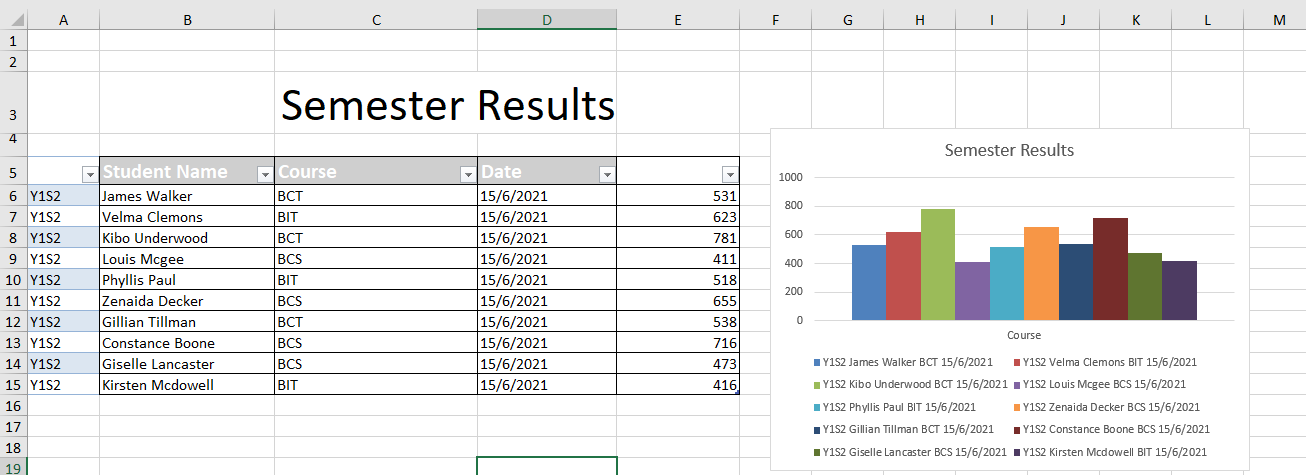 A B C D E F G H I J K L M
1
2
3 Semester Results
4
5 Student Name Course Date
6 Y1S2 James Walker BCT 15/6/2021 531
7 Y1S2 Velma Clemons BIT 15/6/2021 623
8 Y1S2 Kibo Underwood BCT 15/6/2021 781
9 Y1S2 Louis Mcgee BCS 15/6/2021 411
10 Y1S2 Phyllis Paul BIT 15/6/2021 518
11 Y1S2 Zenaida Decker BCS 15/6/2021 655
12 Y1S2 Gillian Tillman BCT 15/6/2021 538
13 Y1S2 Constance Boone BCS 15/6/2021 716
14 Y1S2 Giselle Lancaster BCS 15/6/2021 473
15 Y1S2 Kirsten Mcdowell BIT 15/6/2021 416
16
17
18
19
Semester Results
1000
800
600
400
200
0
Course
Y1S2 James Walker BCT 15/6/2021 Y1S2 Velma Clemons BIT 15/6/2021
Y1S2 Kibo Underwood BCT 15/6/2021 Y1S2 Louis Mcgee BCS 15/6/2021
Y1S2 Phyllis Paul BIT 15/6/2021 Y1S2 Zenaida Decker BCS 15/6/2021
Y1S2 Gillian Tillman BCT 15/6/2021 Y1S2 Constance Boone BCS 15/6/2021
Y1S2 Giselle Lancaster BCS 15/6/2021 Y1S2 Kirsten Mcdowell BIT 15/6/2021